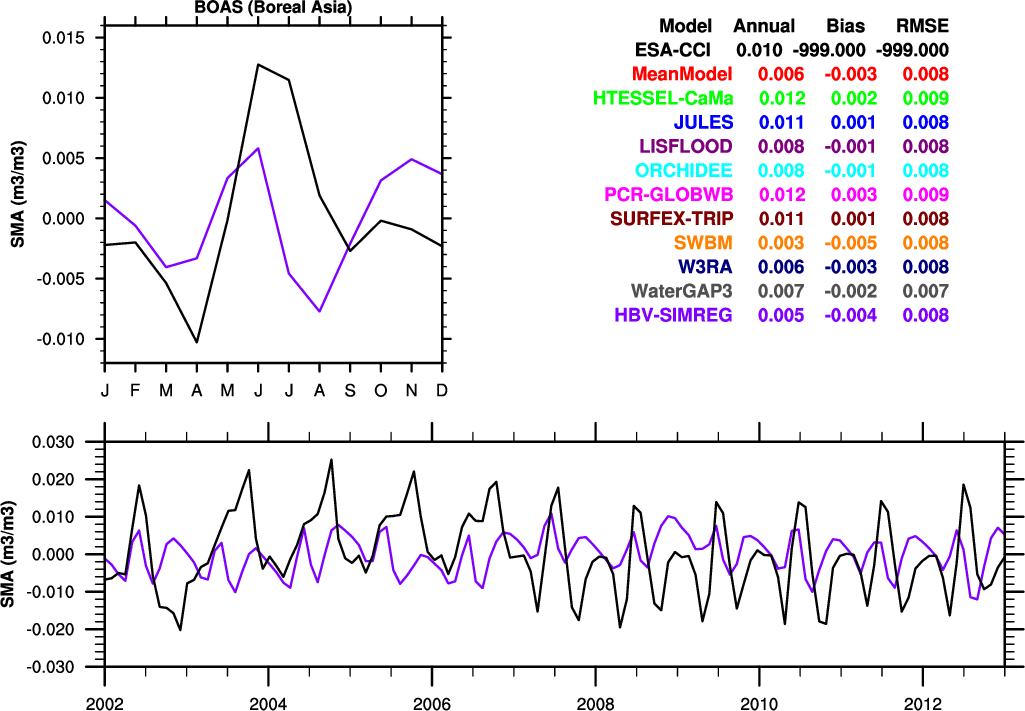 BOAS (Boreal Asia)
SMA (m3/m3)
0.015
0.010
0.005
0.000
-0.005
-0.010
J F M A M J J A S O N D
Model Annual Bias RMSE
ESA-CCI 0.010 -999.000 -999.000
MeanModel 0.006 -0.003 0.008
HTESSEL-CaMa 0.012 0.002 0.009
JULES 0.011 0.001 0.008
LISFLOOD 0.008 -0.001 0.008
ORCHIDEE 0.008 -0.001 0.008
PCR-GLOBWB 0.012 0.003 0.009
SURFEX-TRIP 0.011 0.001 0.008
SWBM 0.003 -0.005 0.008
W3RA 0.006 -0.003 0.008
WaterGAP3 0.007 -0.002 0.007
HBV-SIMREG 0.005 -0.004 0.008
SMA (m3/m3)
0.030
0.020
0.010
0.000
-0.010
-0.020
-0.030
2002 2004 2006 2008 2010 2012